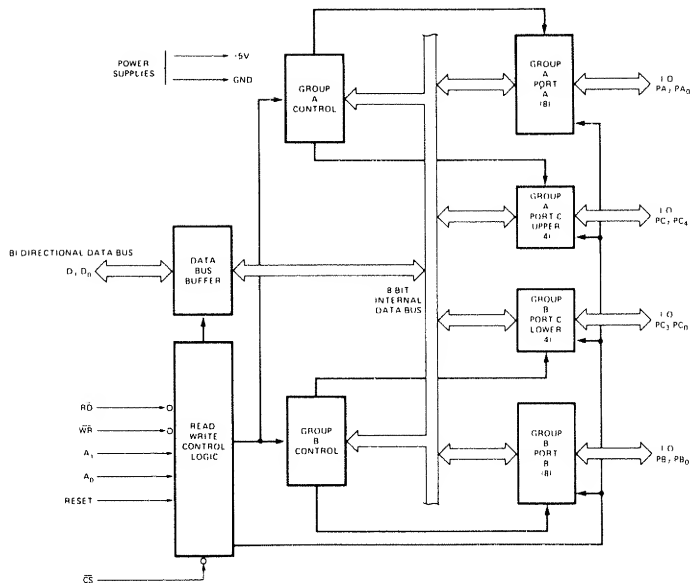 POWER
SUPPLIES
+5V
GND
GROUP
A
CONTROL
GROUP
A
PORT
A
(8)
I O
PA7 PA0
GROUP
A
PORT C
UPPER
(4)
I O
PC7 PC4
BI DIRECTIONAL DATA BUS
D7 D0
DATA
BUS
BUFFER
8 BIT
INTERNAL
DATA BUS
GROUP
B
PORT C
LOWER
(4)
I O
PC3 PC0
RD
WR
A1
A0
RESET
CS
READ
WRITE
CONTROL
LOGIC
GROUP
B
CONTROL
GROUP
B
PORT
B
(8)
I O
PB7 PB0